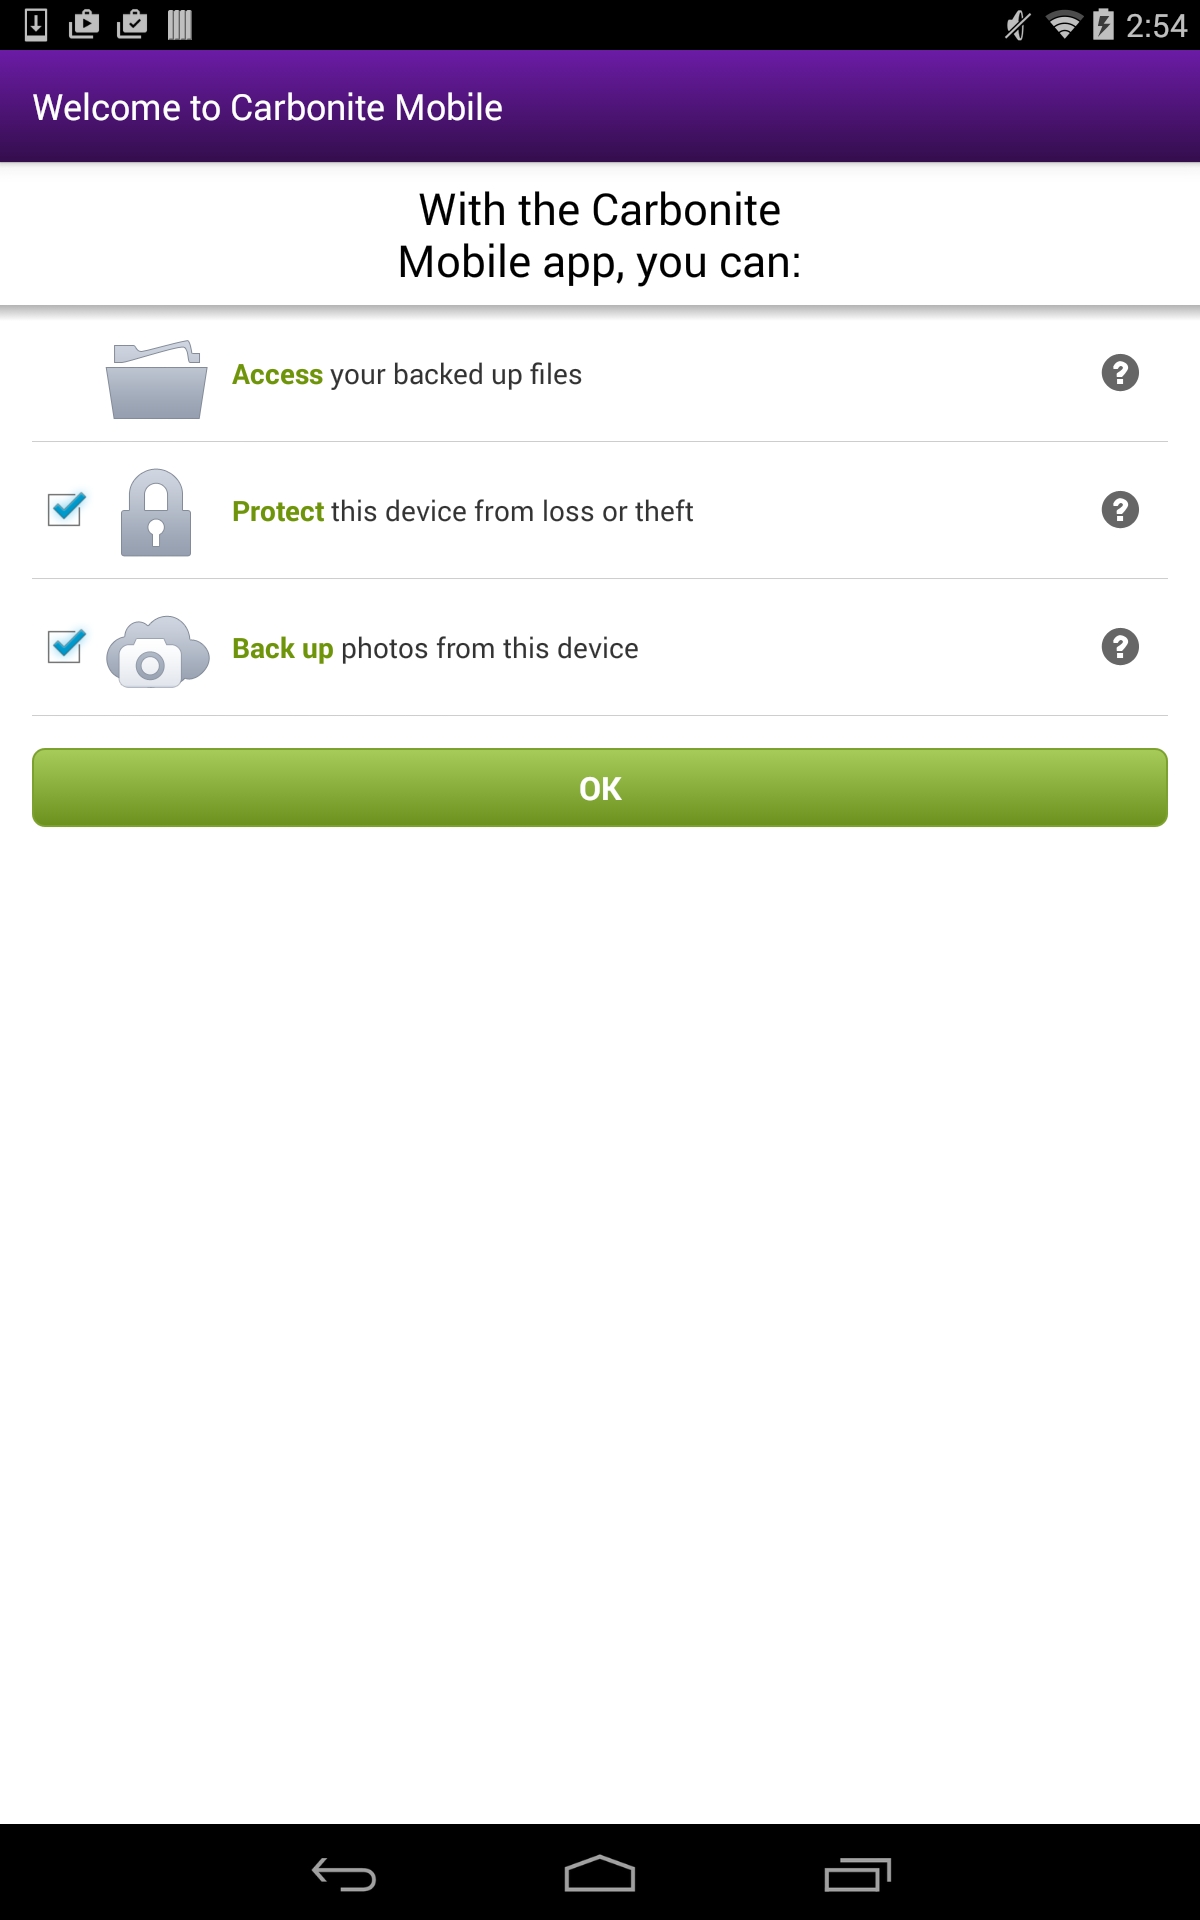 2:54
Welcome to Carbonite Mobile
With the Carbonite
Mobile app, you can:
Access your backed up files
Protect this device from loss or theft
Back up photos from this device
OK